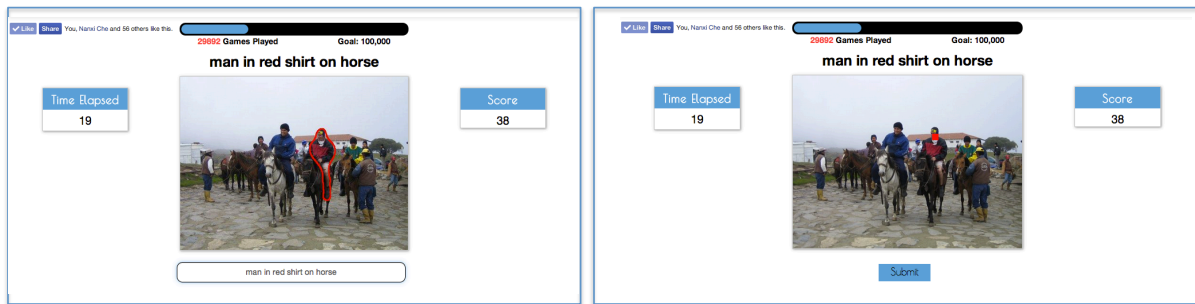 Like Share You, Nanxi Che and 56 others like this.
29892 Games Played Goal: 100,000
man in red shirt on horse
Time Elapsed
19
Score
38
man in red shirt on horse
Like Share You, Nanxi Che and 56 others like this.
29892 Games Played Goal: 100,000
man in red shirt on horse
Time Elapsed
19
Score
38
Submit